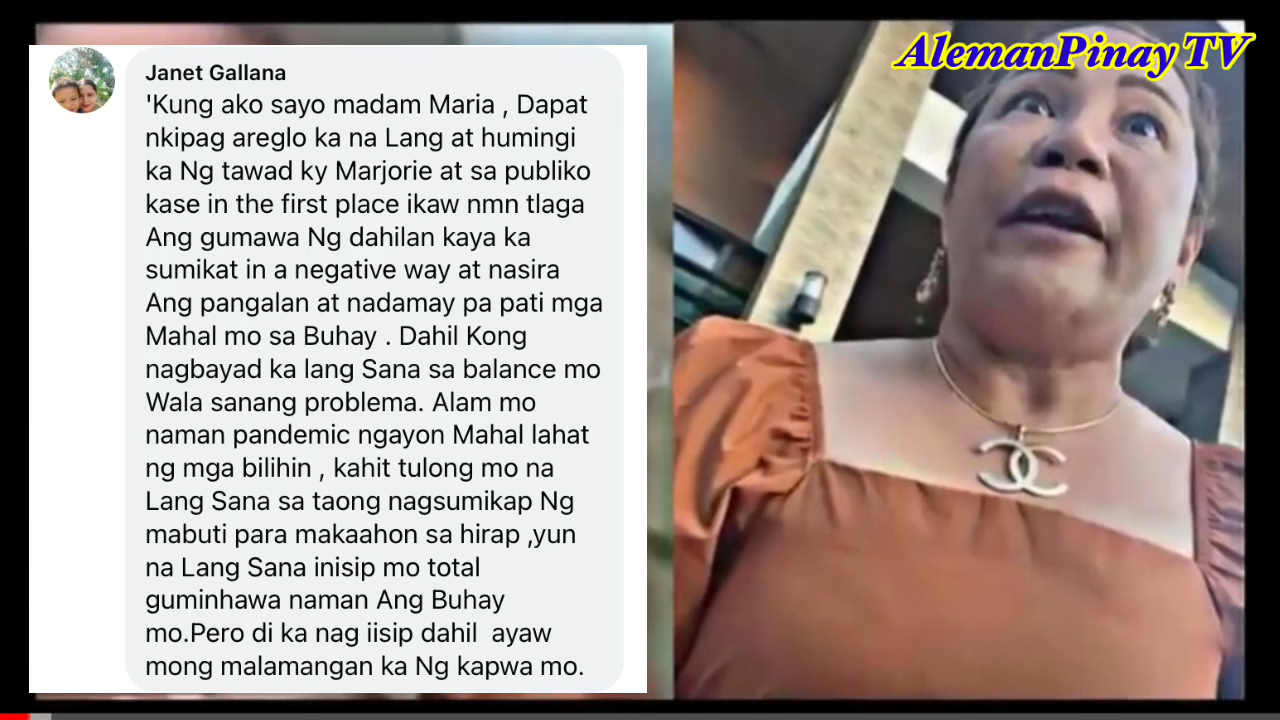 AlemanPinay TV
Janet Gallana
'Kung ako sayo madam Maria , Dapat
nkipag areglo ka na Lang at humingi
ka Ng tawad ky Marjorie at sa publiko
kase in the first place ikaw nmn tlaga
Ang gumawa Ng dahilan kaya ka
sumikat in a negative way at nasira
Ang pangalan at nadamay pa pati mga
Mahal mo sa Buhay . Dahil Kong
nagbayad ka lang Sana sa balance mo
Wala sanang problema. Alam mo
naman pandemic ngayon Mahal lahat
ng mga bilihin , kahit tulong mo na
Lang Sana sa taong nagsumikap Ng
mabuti para makaahon sa hirap ,yun
na Lang Sana inisip mo total
guminhawa naman Ang Buhay
mo.Pero di ka nag iisip dahil  ayaw
mong malamangan ka Ng kapwa mo.